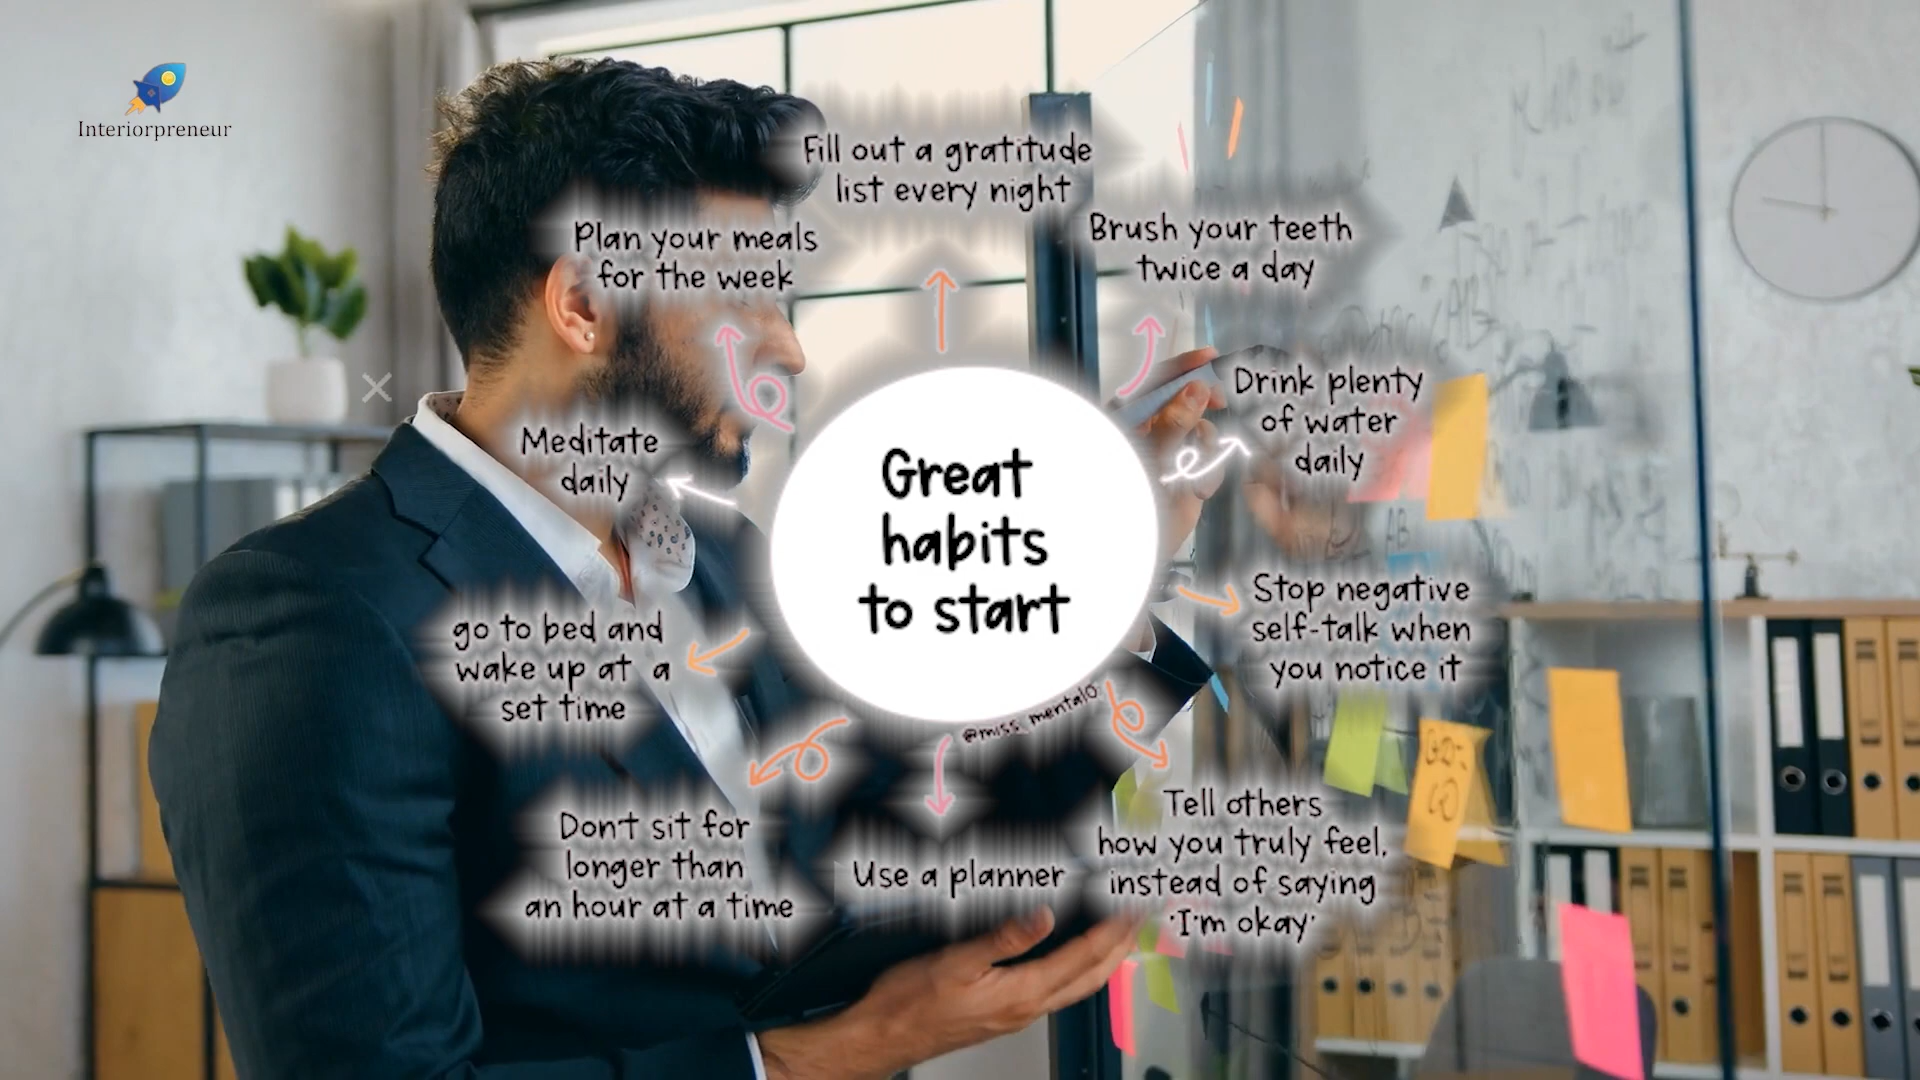 Interiorpreneur
Fill out a gratitude
list every night
Plan your meals
for the week
Brush your teeth
twice a day
Drink plenty
of water
daily
Meditate
daily
Great
habits
to start
Stop negative
self-talk when
you notice it
go to bed and
wake up at a
set time
@miss_mental0
Don't sit for
longer than
an hour at a time
Use a planner
Tell others
how you truly feel,
instead of saying
'I'm okay'